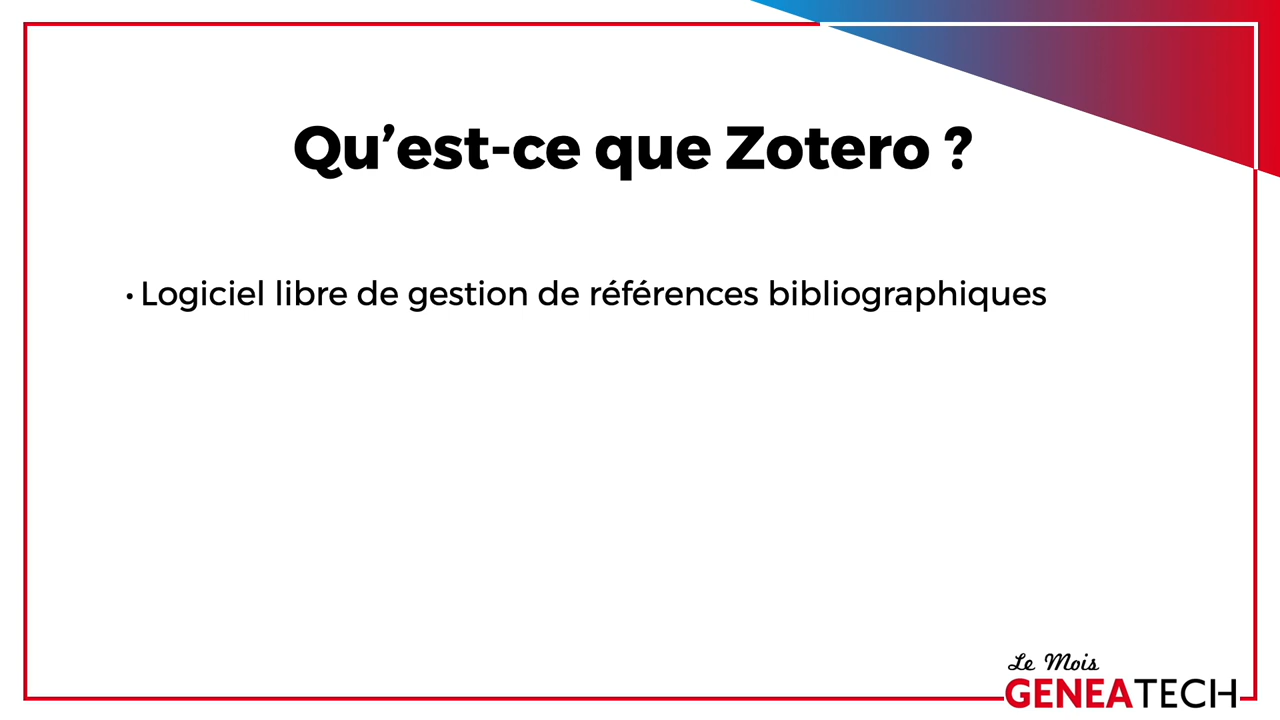 Qu’est-ce que Zotero ?
• Logiciel libre de gestion de références bibliographiques
Le Mois
GENEATECH